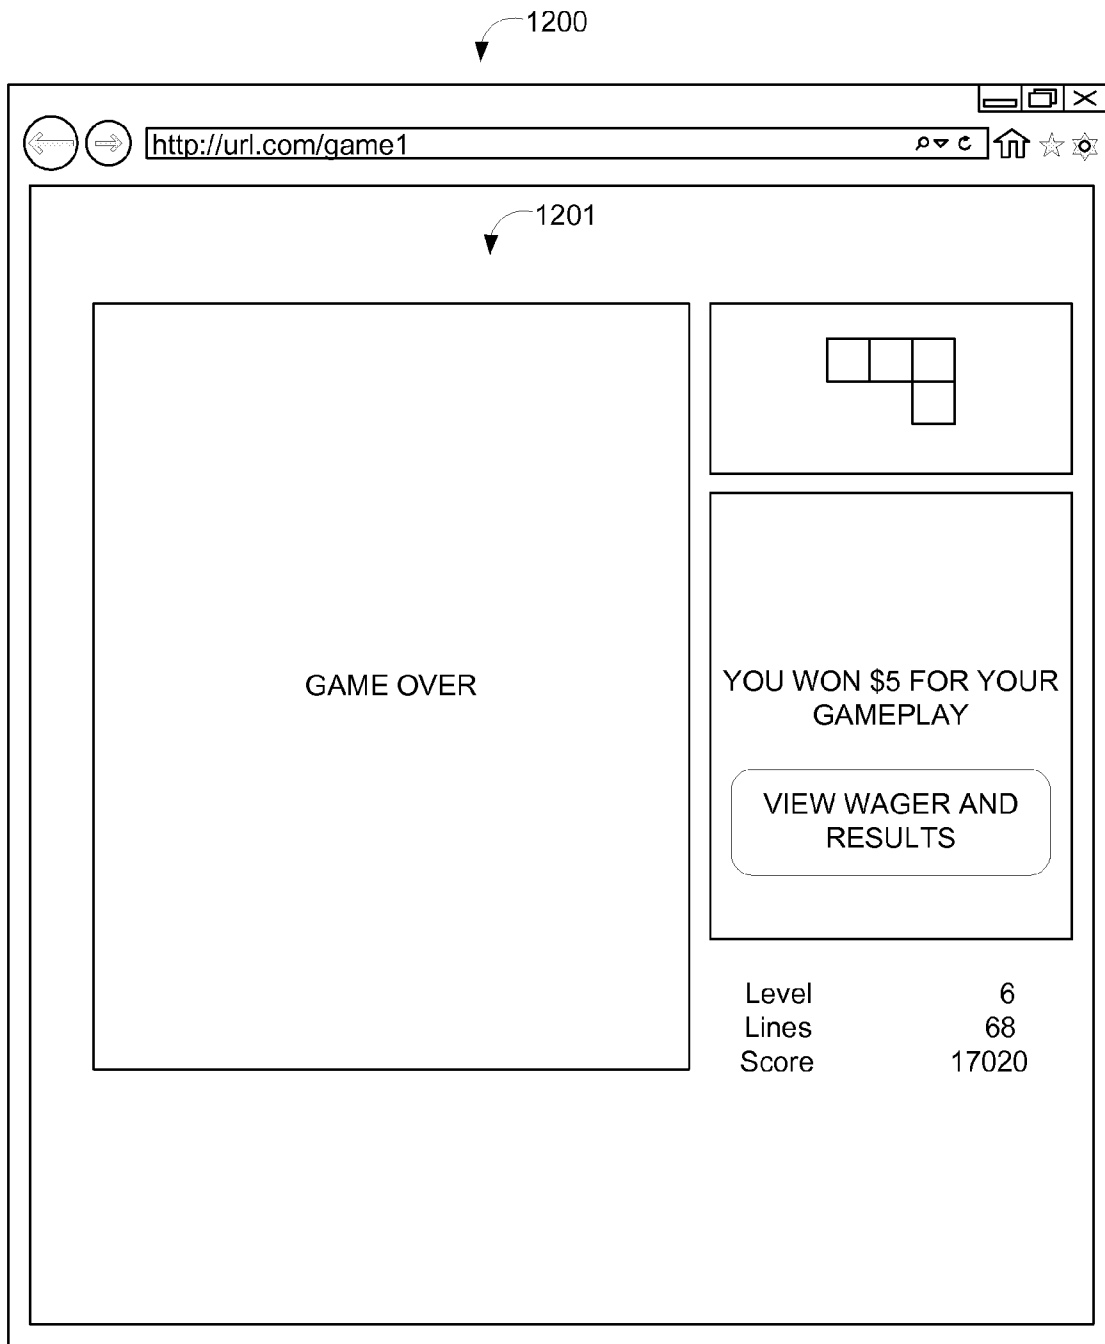 1200
http://url.com/game1
1201
GAME OVER
YOU WON $5 FOR YOUR
GAMEPLAY
VIEW WAGER AND
RESULTS
Level 6
Lines 68
Score 17020